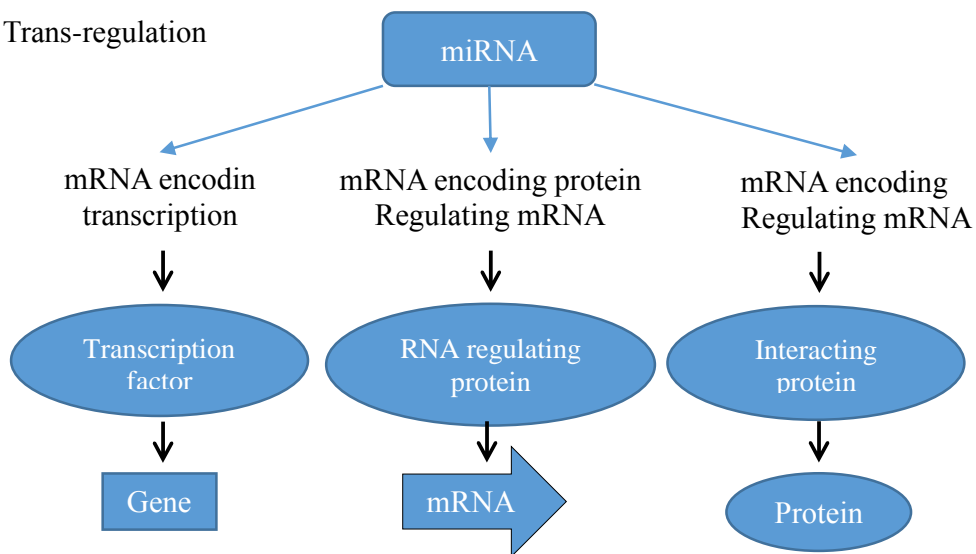 Trans-regulation
miRNA
mRNA encodin
transcription
mRNA encoding protein
Regulating mRNA
mRNA encoding
Regulating mRNA
Transcription
factor
RNA regulating
protein
Interacting
protein
Gene
mRNA
Protein